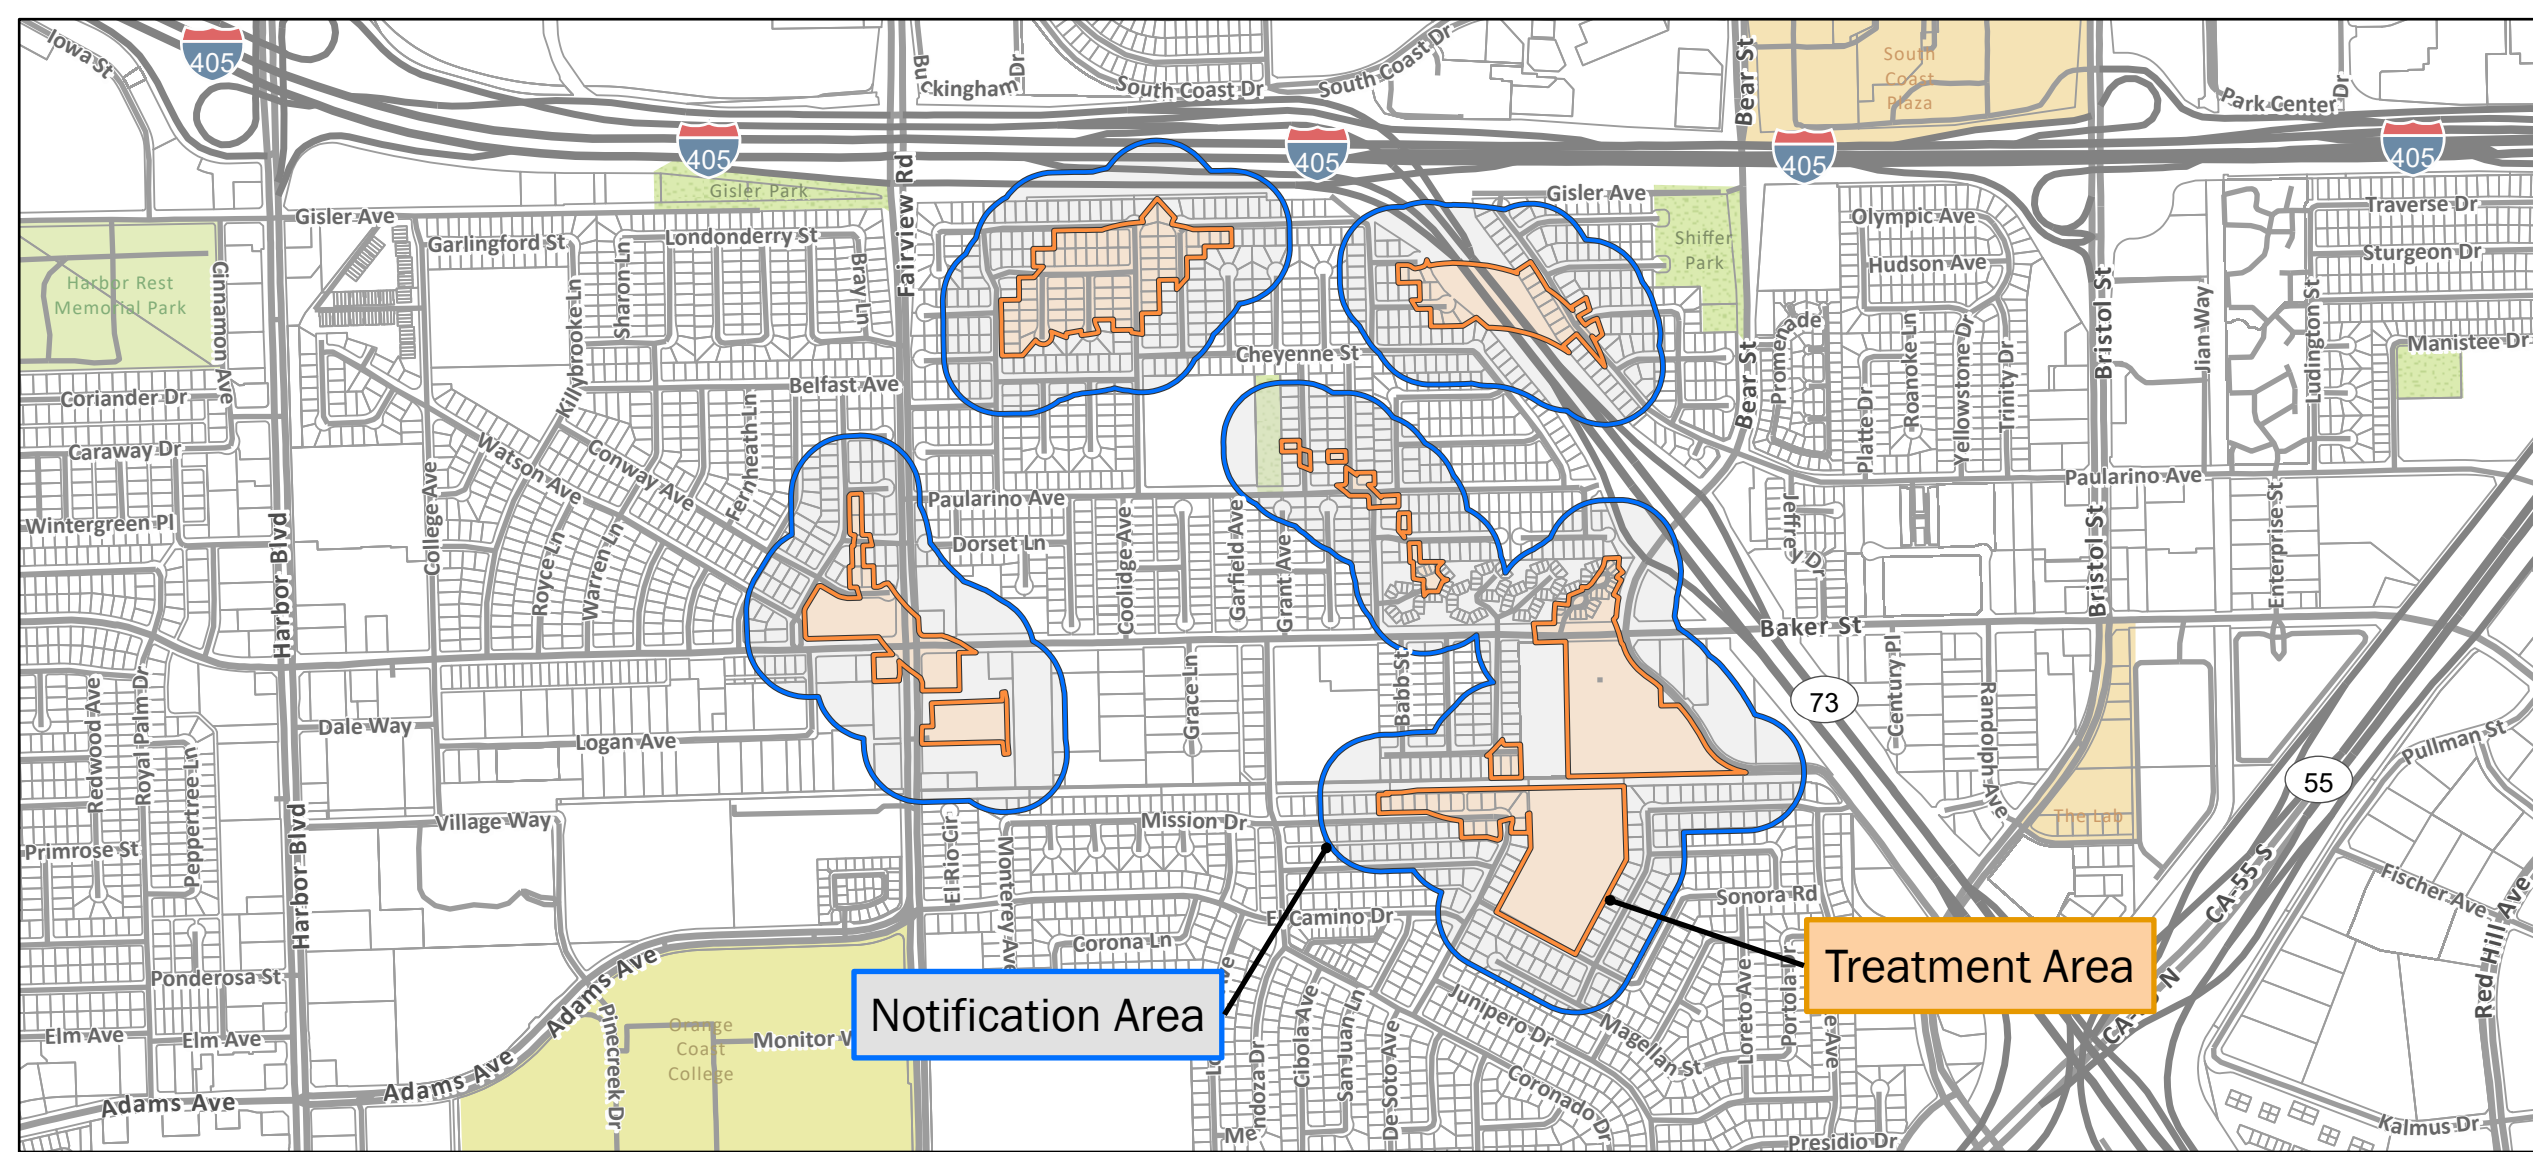 Iowa St
405
Buckingham Dr
South Coast Dr
South Coast Dr
Bear St
South
Coast
Plaza
Park Center Dr
405
405
405
405
Gisler Park
Fairview Rd
Gisler Ave
Gisler Ave
Traverse Dr
Olympic Ave
Garlingford St
Londonderry St
Shiffer
Park
Sturgeon Dr
Hudson Ave
Harbor Rest
Memorial Park
Cinnamon Ave
Killybrooke Ln
Sharon Ln
Bray Ln
Bristol St
Jian Way
Ludington St
Promenade
Roanoke Ln
Yellowstone Dr
Trinity Dr
Manistee Dr
Cheyenne St
Belfast Ave
Bear St
Platte Dr
Coriander Dr
Caraway Dr
Watson Ave
Conway Ave
Fernheath Ln
Paularino Ave
Paularino Ave
Wintergreen Pl
College Ave
Harbor Blvd
Royce Ln
Warren Ln
Dorset Ln
Coolidge Ave
Garfield Ave
Grant Ave
Jeffrey Dr
Bristol St
Enterprise St
Baker St
Redwood Ave
Royal Palm Dr
Peppertree Ln
Dale Way
Logan Ave
Grace Ln
Babb St
73
Century Pl
Randolph Ave
55
Pullman St
Harbor Blvd
Village Way
Mission Dr
The Lab
Primrose St
El Rio Cir
Monterey Ave
Sonora Rd
Fischer Ave
CA-55 S
Red Hill Ave
El Camino Dr
Corona Ln
Adams Ave
Ponderosa St
Treatment Area
Notification Area
Loreto Ave
Portola Dr
Elm Ave
Elm Ave
Pinecreek Dr
Orange
Coast
College
Monitor W
Mendoza Dr
Cibola Ave
San Juan Ln
De Soto Ave
Junipero Dr
Magellan St
Coronado Dr
Adams Ave
Adams Ave
Presidio Dr
Kalmus Dr